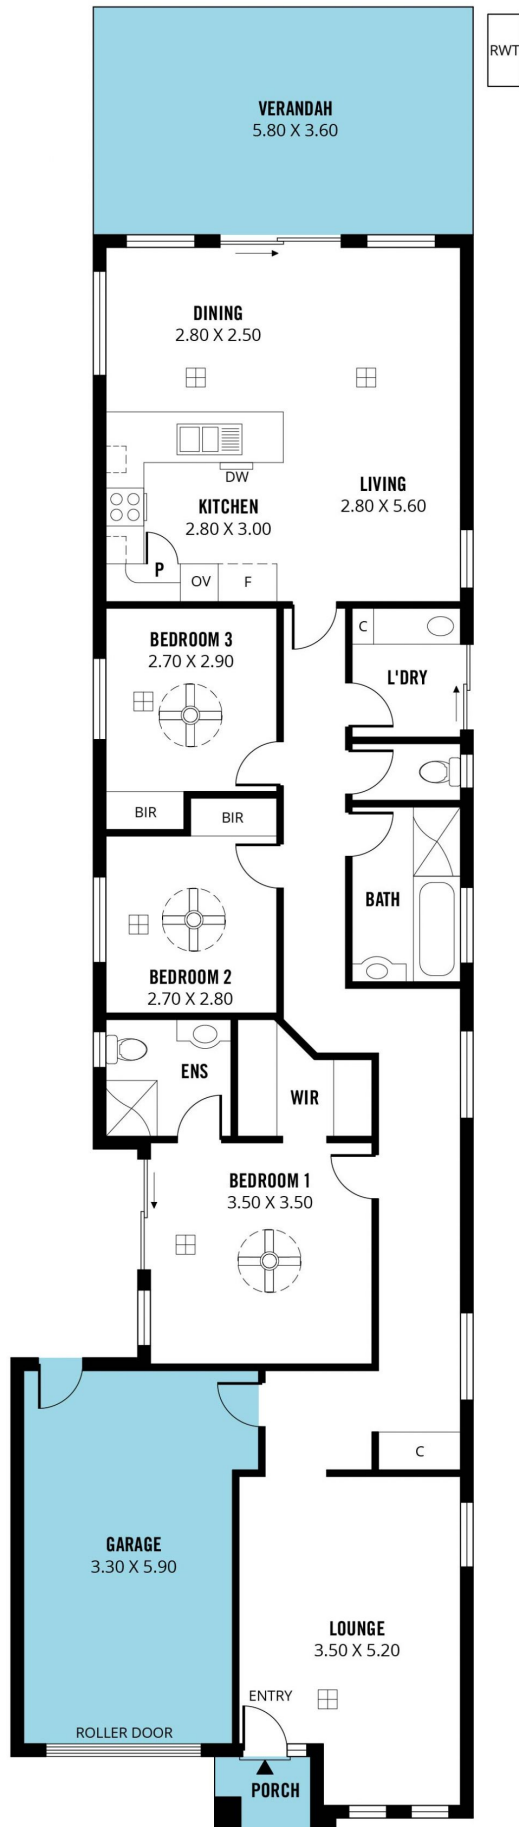 RWT
VERANDAH
5.80 X 3.60
DINING
2.80 X 2.50
DW
LIVING
2.80 X 5.60
KITCHEN
2.80 X 3.00
P
OV
F
BEDROOM 3
2.70 X 2.90
C
L'DRY
BIR
BIR
BATH
BEDROOM 2
2.70 X 2.80
ENS
WIR
BEDROOM 1
3.50 X 3.50
C
GARAGE
3.30 X 5.90
LOUNGE
3.50 X 5.20
ENTRY
ROLLER DOOR
PORCH